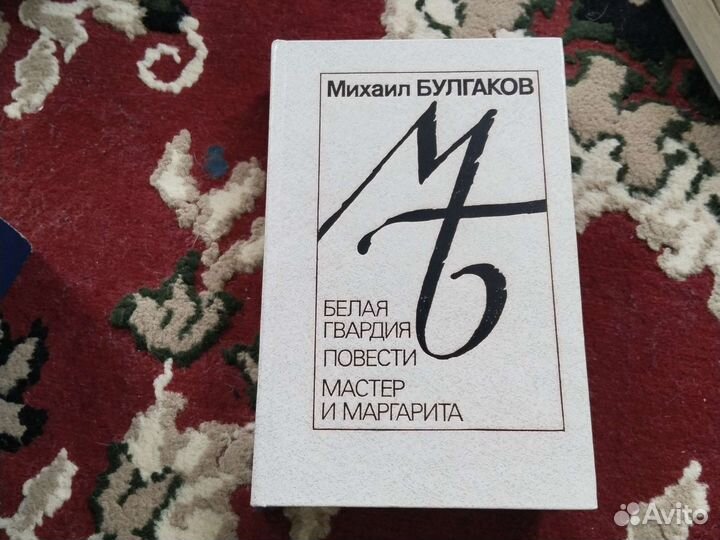 Михаил БУЛГАКОВ
МБ
БЕЛАЯ
ГВАРДИЯ
ПОВЕСТИ
МАСТЕР
И МАРГАРИТА
Avito